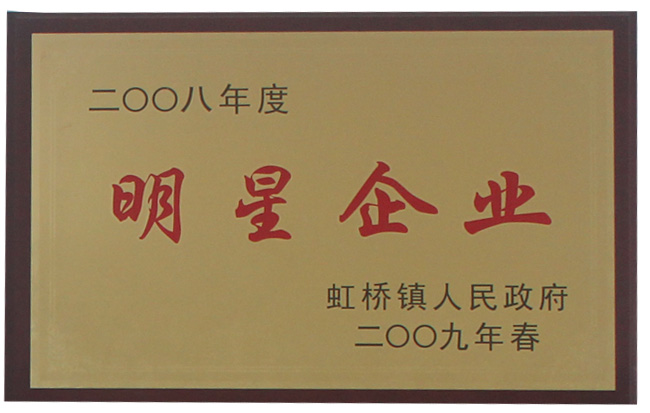 二〇〇八年度
明星企业
虹桥镇人民政府
二〇〇九年春